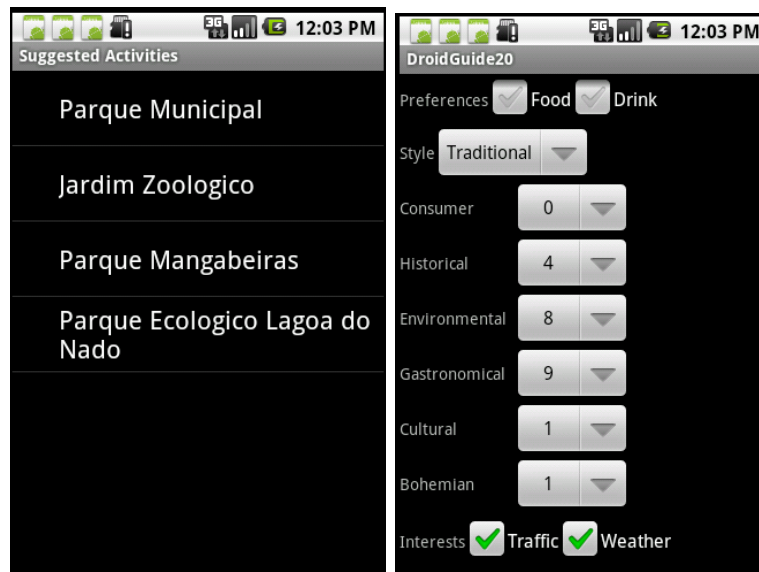 3G 12:03 PM
Suggested Activities
Parque Municipal
Jardim Zoologico
Parque Mangabeiras
Parque Ecologico Lagoa do
Nado
3G 12:03 PM
DroidGuide20
Preferences Food Drink
Style Traditional
Consumer 0
Historical 4
Environmental 8
Gastronomical 9
Cultural 1
Bohemian 1
Interests Traffic Weather